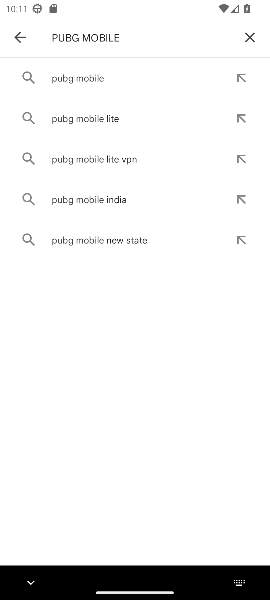 10:11
PUBG MOBILE
pubg mobile
pubg mobile lite
pubg mobile lite vpn
pubg mobile india
pubg mobile new state